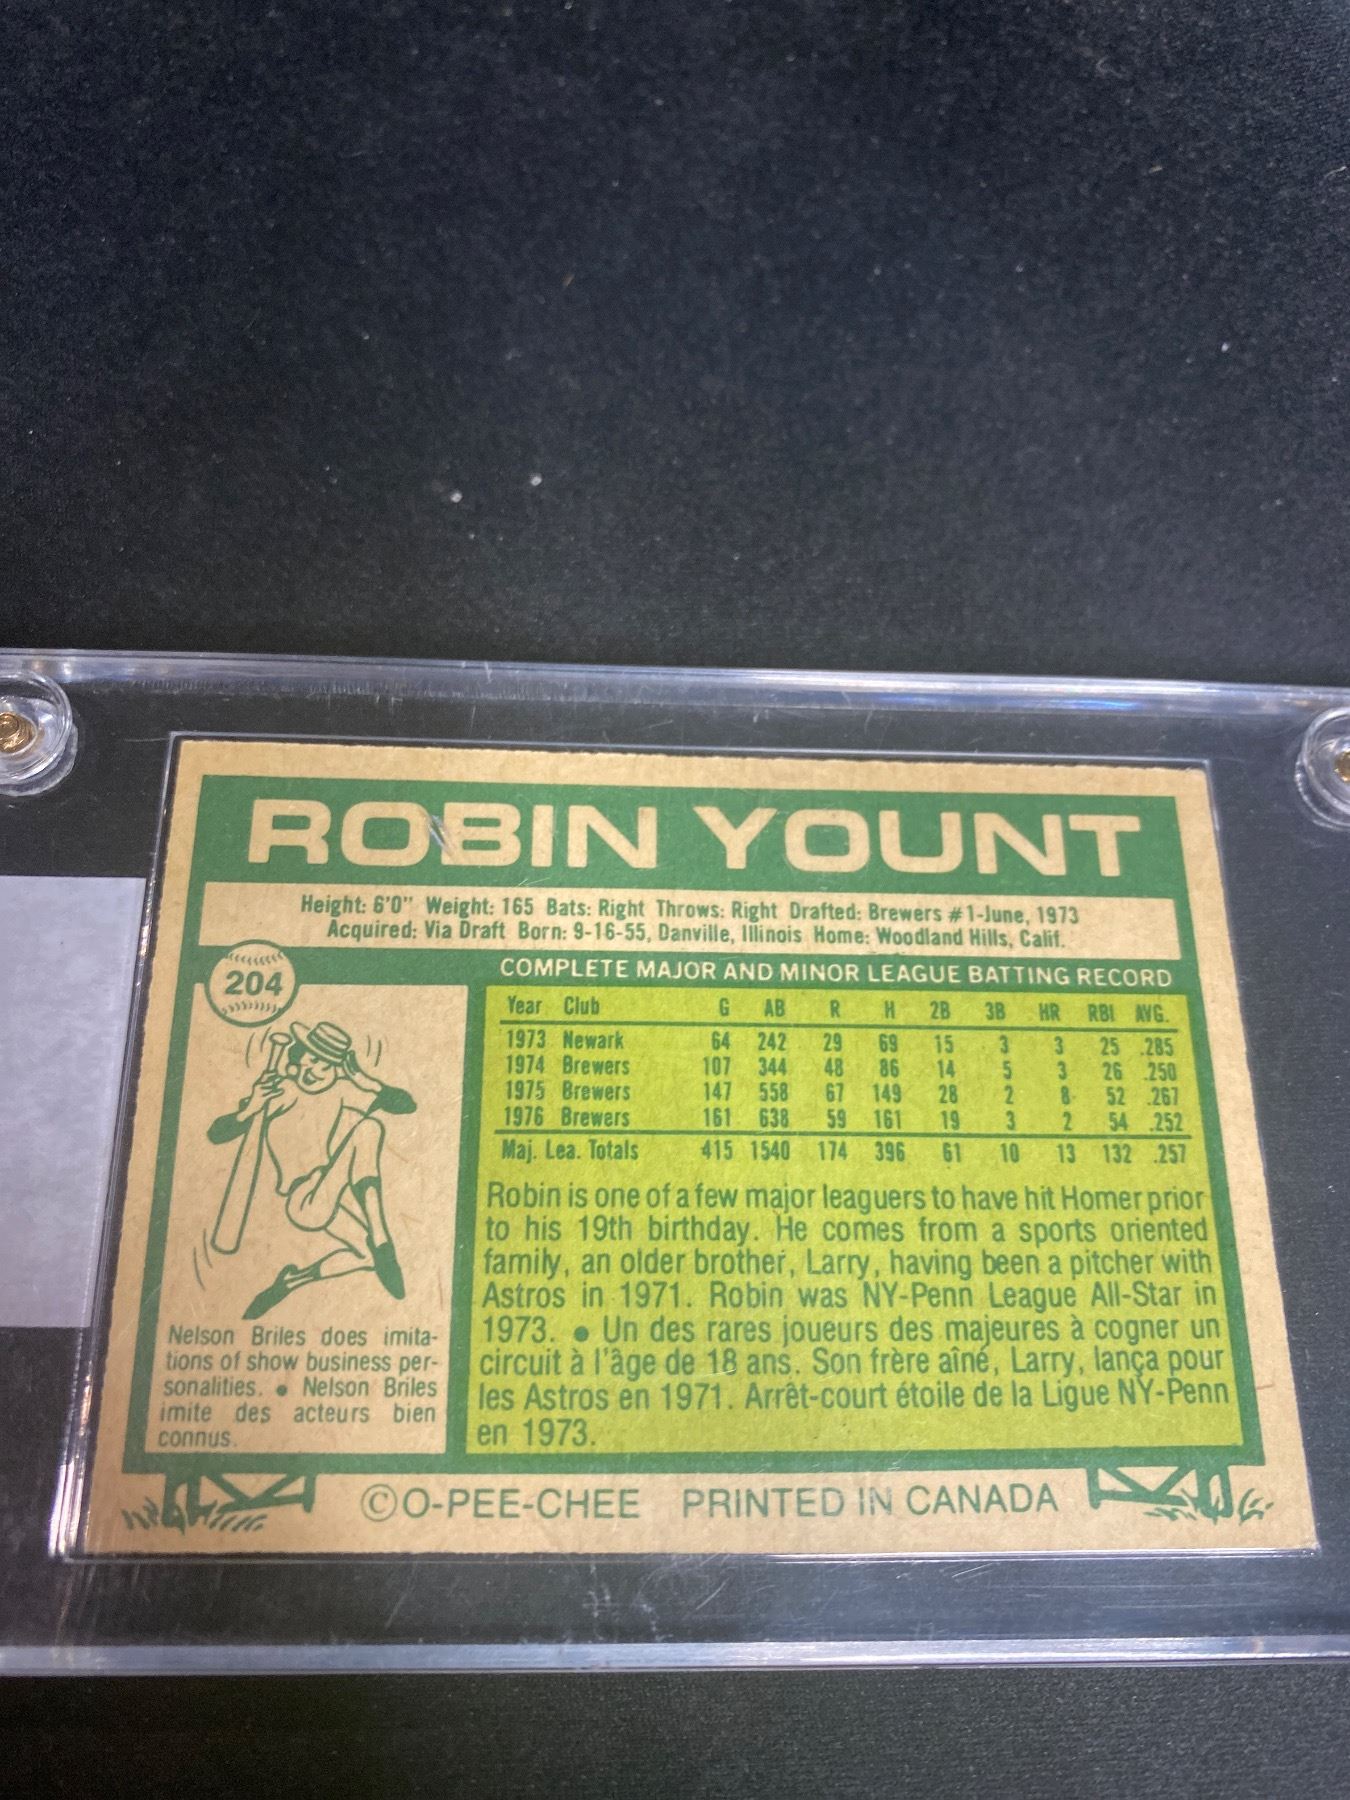 ROBIN YOUNT
Height: 6'0" Weight: 165 Bats: Right Throws: Right Drafted: Brewers #1-June, 1973
Acquired: Via Draft Born: 9-16-55, Danville, Illinois Home: Woodland Hills, Calif.
204
COMPLETE MAJOR AND MINOR LEAGUE BATTING RECORD
Year Club G AB R H 2B 3B HR RBI AVG.
1973 Newark 64 242 29 69 15 3 3 25 .285
1974 Brewers 107 344 48 86 14 5 3 26 .250
1975 Brewers 147 558 67 149 28 2 8 52 .267
1976 Brewers 161 638 59 161 19 3 2 54 .252
Maj. Lea. Totals 415 1540 174 396 61 10 13 132 .257
Robin is one of a few major leaguers to have hit Homer prior
to his 19th birthday. He comes from a sports oriented
family, an older brother, Larry, having been a pitcher with
Astros in 1971. Robin was NY-Penn League All-Star in
1973. ● Un des rares joueurs des majeures à cogner un
circuit à l'âge de 18 ans. Son frère aîné, Larry, lança pour
les Astros en 1971. Arrêt-court étoile de la Ligue NY-Penn
en 1973.
Nelson Briles does imita-
tions of show business per-
sonalities. ● Nelson Briles
imite des acteurs bien
connus.
©O-PEE-CHEE PRINTED IN CANADA